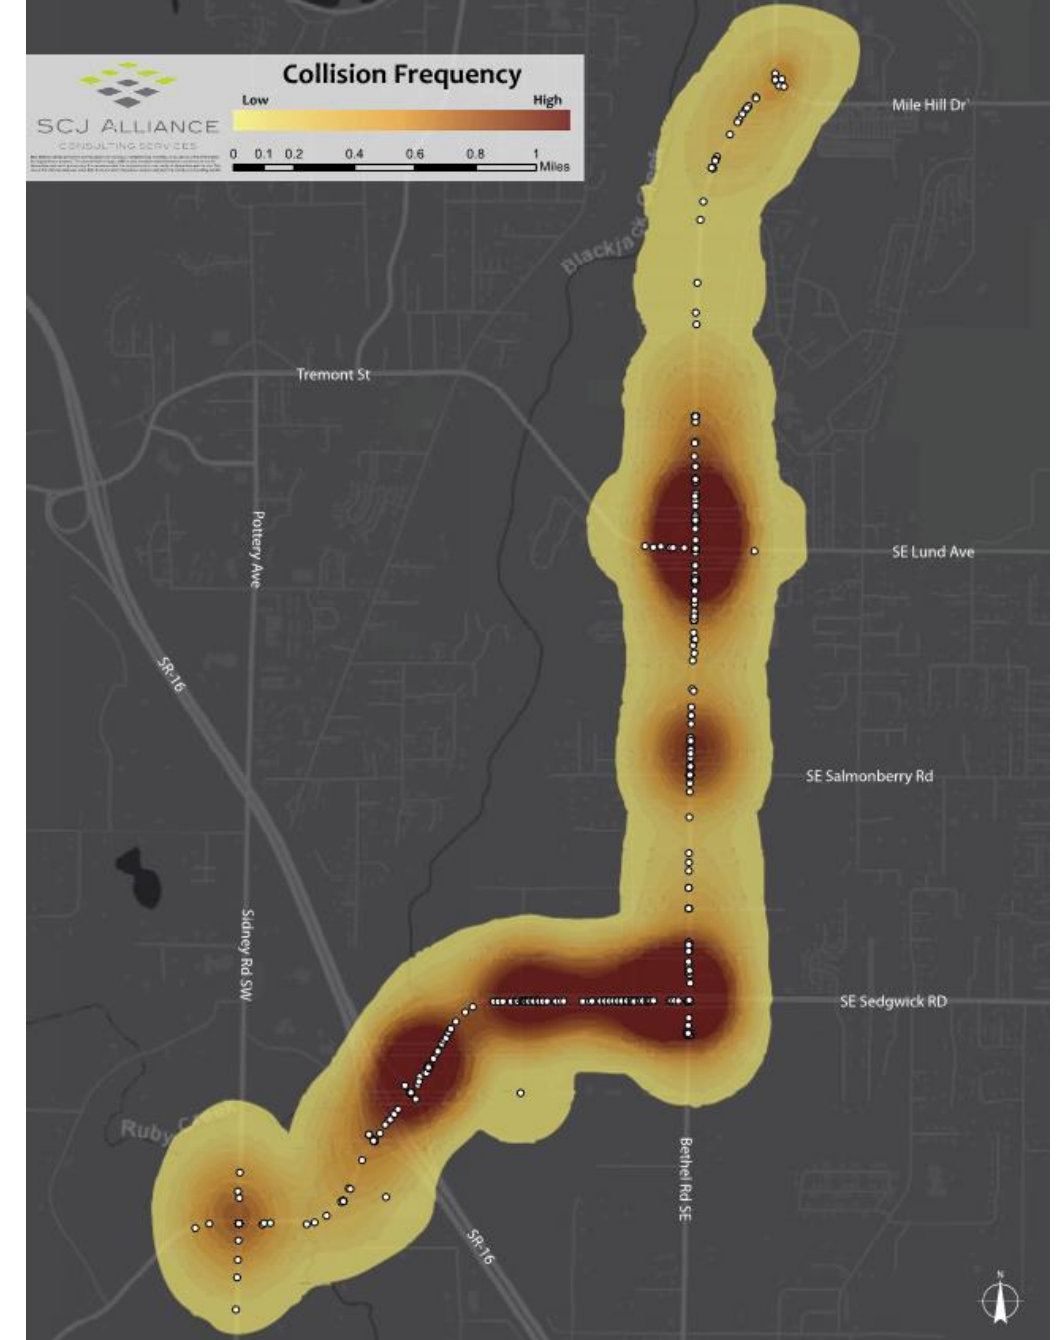 Collision Frequency
Low High
SCJ ALLIANCE
CONSULTING SERVICES
0 0.1 0.2 0.4 0.6 0.8 1
Miles
Mile Hill Dr
Blackjack Creek
Tremont St
Pottery Ave
SE Lund Ave
SR-16
SE Salmonberry Rd
Sidney Rd SW
SE Sedgwick RD
Ruby Creek
Bethel Rd SE
SR-16
N